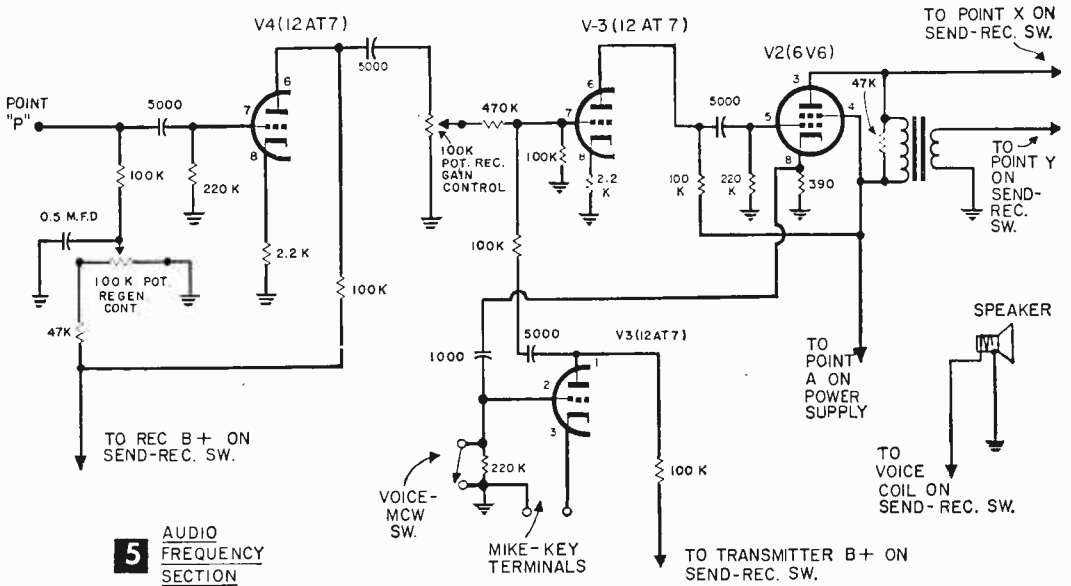 V4(12AT7)
V-3(12 AT 7)
V2(6V6)
TO POINT X ON
SEND-REC. SW.
POINT
"P"
5000
7
6
8
100K
220 K
0.5 M.F.D
100 K POT.
REGEN
CONT.
47K
2.2 K
5000
100K
100K
POT. REC.
GAIN
CONTROL
470K
7
6
8
100K
2.2
K
100K
5000
100
K
220
K
5
3
4
8
390
47K
TO
POINT Y
ON
SEND-
REC.
SW.
1000
5000
V3(12AT7)
2
1
3
220 K
100 K
VOICE-
MCW
SW.
MIKE-KEY
TERMINALS
TO REC B+ ON
SEND-REC. SW.
TO TRANSMITTER B+ ON
SEND-REC. SW.
TO
POINT
A ON
POWER
SUPPLY
SPEAKER
TO
VOICE
COIL ON
SEND-REC. SW.
5
AUDIO
FREQUENCY
SECTION